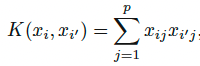 K(x_i, x_{i'}) = \sum_{j=1}^{p} x_{ij} x_{i'j},